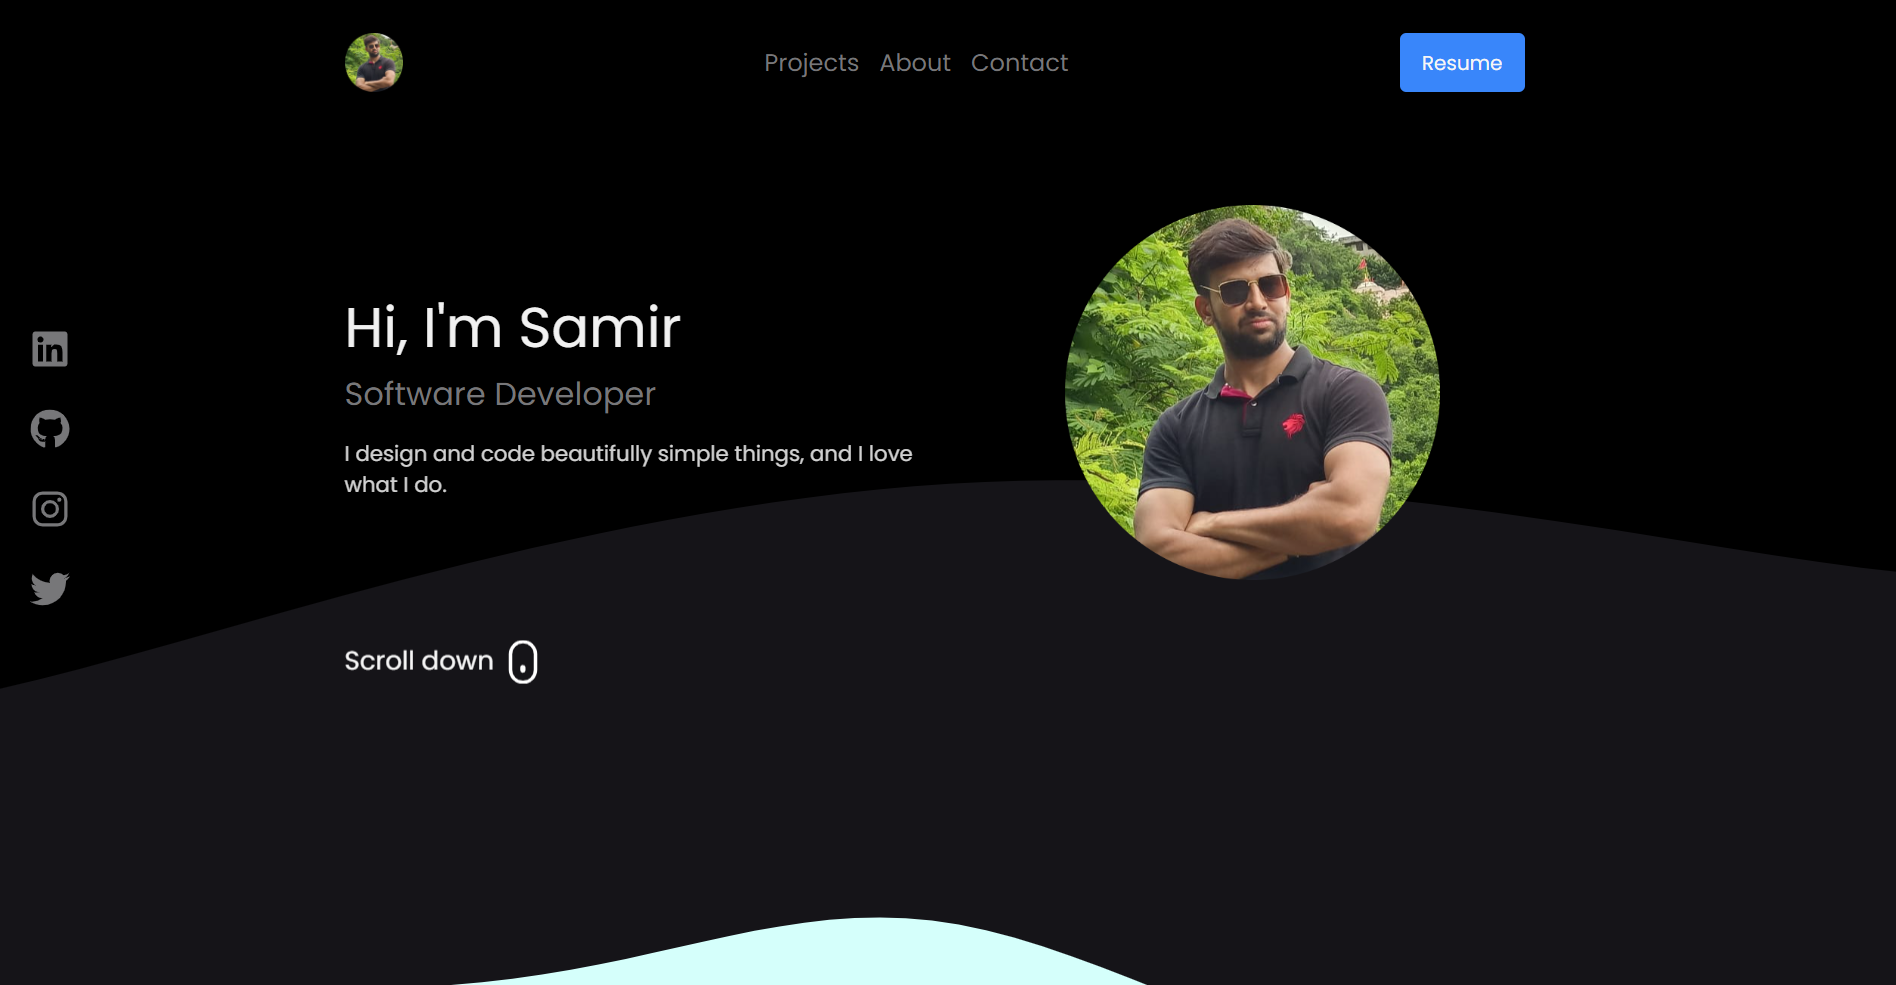 Projects About Contact
Resume
Hi, I'm Samir
Software Developer
I design and code beautifully simple things, and I love
what I do.
in
Scroll down